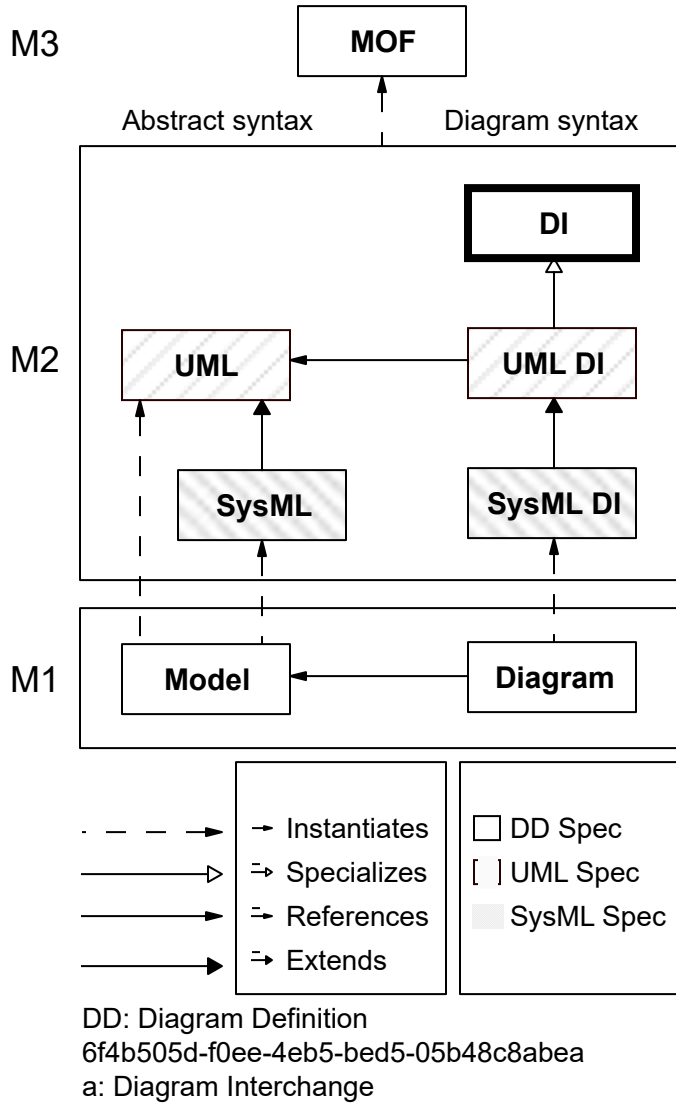 M3
MOF
Abstract syntax
Diagram syntax
DI
M2
UML
UML DI
SysML
SysML DI
M1
Model
Diagram
Instantiates
Specializes
References
Extends
DD Spec
UML Spec
SysML Spec
DD: Diagram Definition
6f4b505d-f0ee-4eb5-bed5-05b48c8abea
a: Diagram Interchange